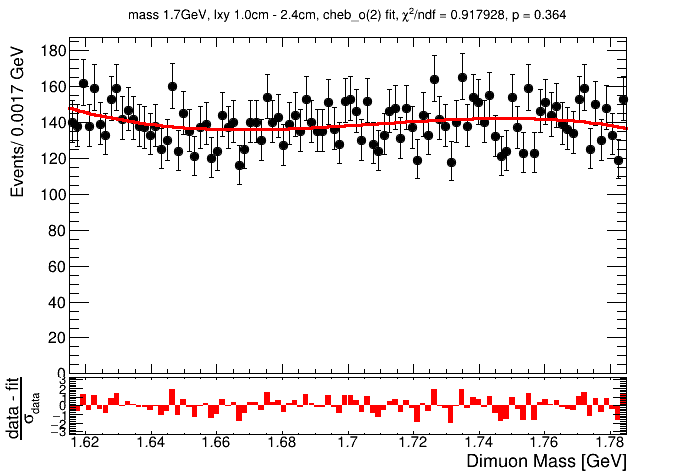 mass 1.7GeV, lxy 1.0cm - 2.4cm, cheb_o(2) fit, χ²/ndf = 0.917928, p = 0.364
Events/ 0.0017 GeV
180
160
140
120
100
80
60
40
20
0
data - fit
σdata
3
2
1
0
−1
−2
−3
1.62 1.64 1.66 1.68 1.7 1.72 1.74 1.76 1.78
Dimuon Mass [GeV]